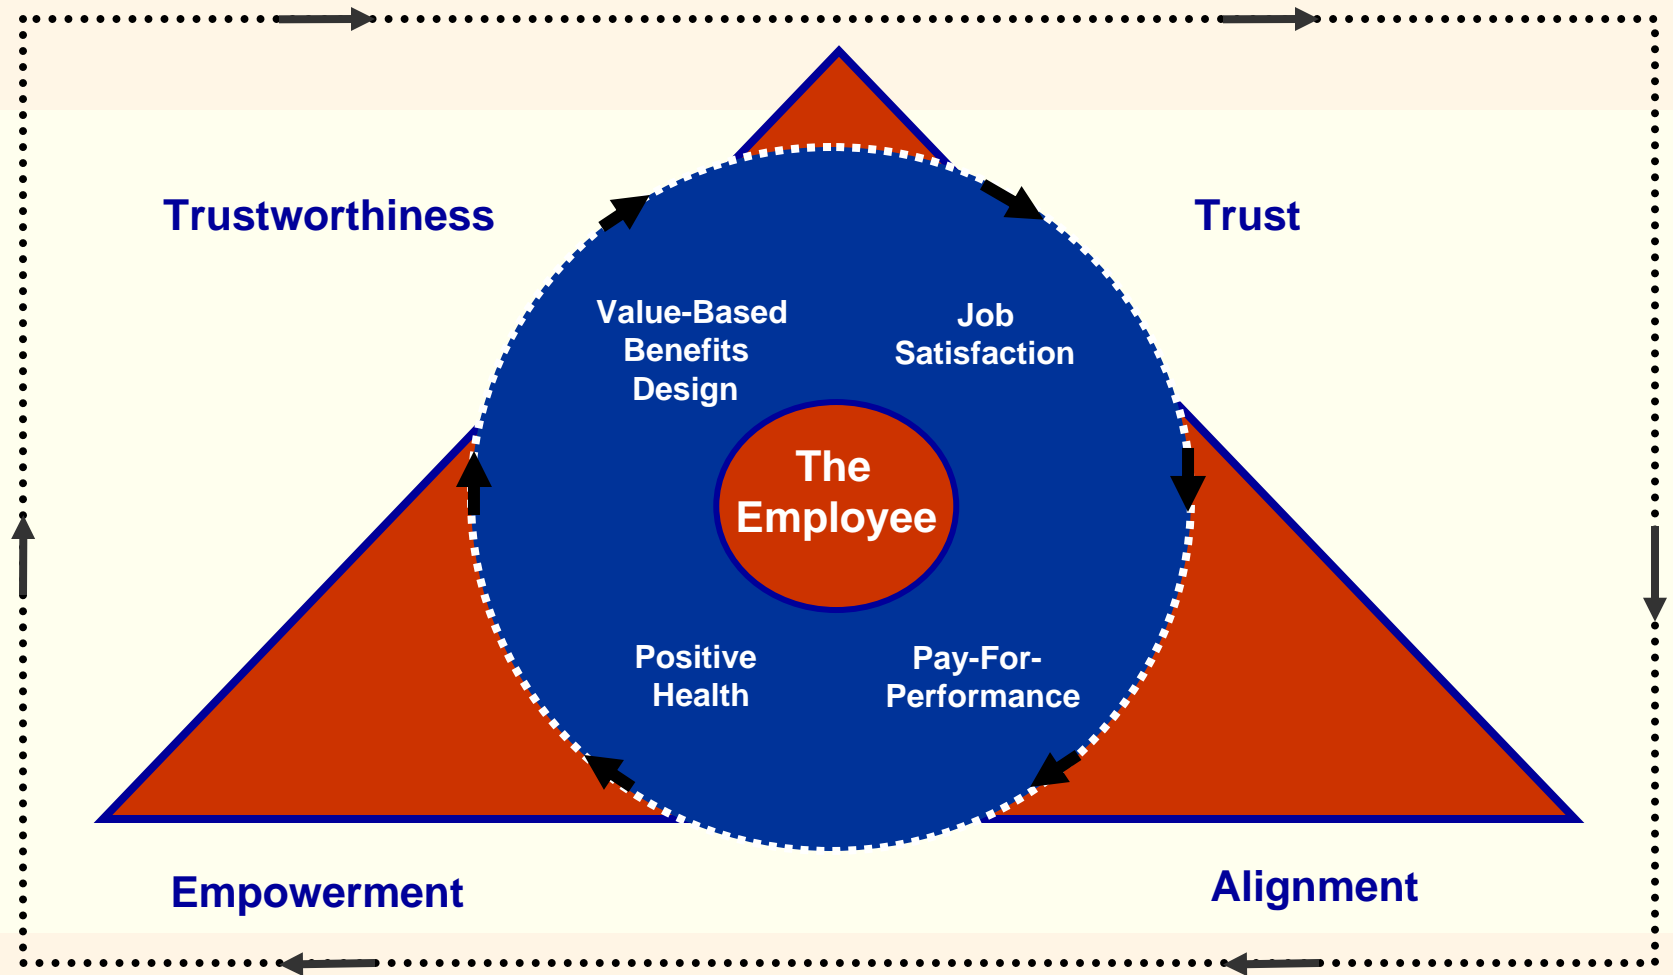 Trustworthiness
Trust
Value-Based
Benefits
Design
Job
Satisfaction
The
Employee
Positive
Health
Pay-For-
Performance
Empowerment
Alignment